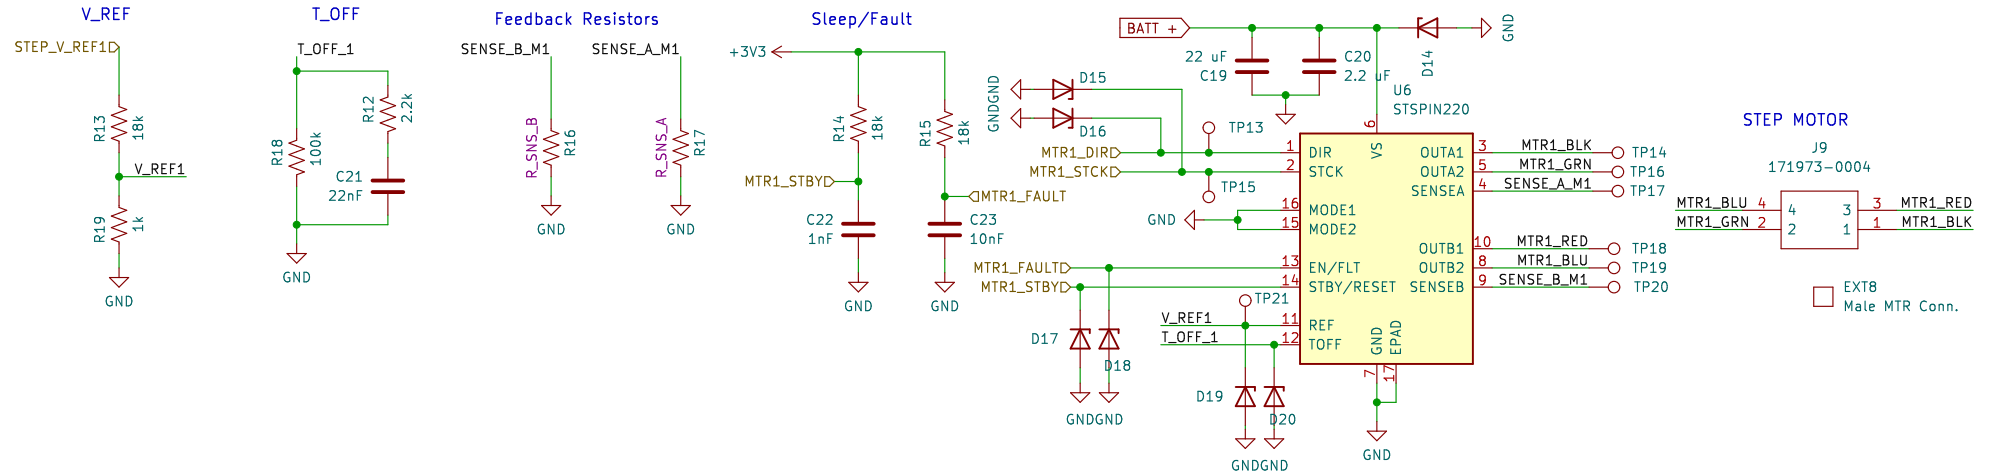 V_REF
STEP_V_REF1
R13
18k
V_REF1
R19
1k
GND
T_OFF
T_OFF_1
R12
2.2k
R18
100k
C21
22nF
GND
Feedback Resistors
SENSE_B_M1
SENSE_A_M1
R_SNS_B
R16
R_SNS_A
R17
GND
GND
Sleep/Fault
+3V3
R14
18k
R15
18k
MTR1_STBY
MTR1_FAULT
C22
1nF
C23
10nF
GND
GND
BATT +
22 uF
C19
C20
2.2 uF
D14
GND
GND
GND
D15
D16
TP13
MTR1_DIR
MTR1_STCK
TP15
GND
MTR1_FAULT
MTR1_STBY
TP21
V_REF1
T_OFF_1
D17
D18
GND
GND
D19
D20
GND
GND
U6
STSPIN220
6
VS
1
DIR
2
STCK
16
MODE1
15
MODE2
13
EN/FLT
14
STBY/RESET
11
REF
12
TOFF
OUTA1
3
MTR1_BLK
TP14
OUTA2
5
MTR1_GRN
TP16
SENSEA
4
SENSE_A_M1
TP17
OUTB1
10
MTR1_RED
TP18
OUTB2
8
MTR1_BLU
TP19
SENSEB
9
SENSE_B_M1
TP20
GND
7
EPAD
17
GND
STEP MOTOR
J9
171973-0004
MTR1_BLU
4
4
3
3
MTR1_RED
MTR1_GRN
2
2
1
1
MTR1_BLK
EXT8
Male MTR Conn.